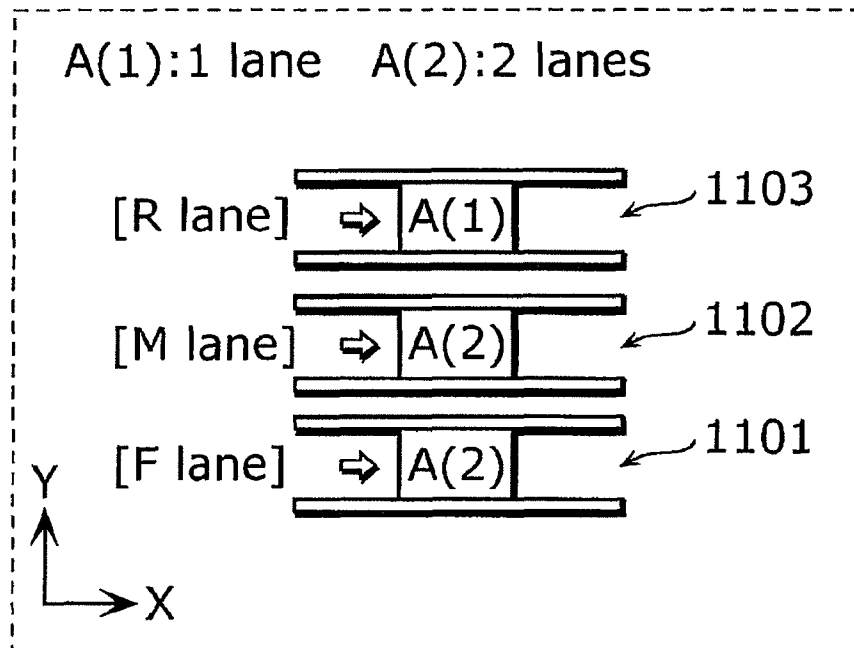 A(1):1 lane A(2):2 lanes
[R lane] A(1) 1103
[M lane] A(2) 1102
[F lane] A(2) 1101
Y
X